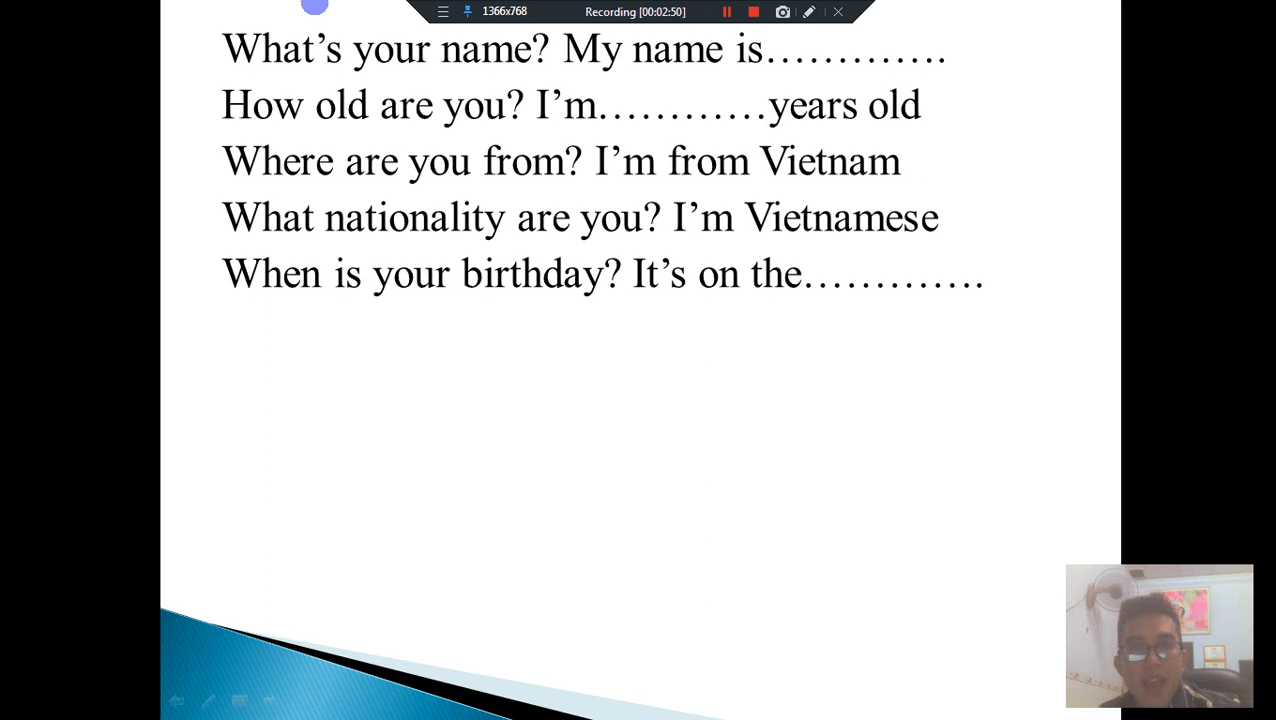 1366x768
Recording [00:02:50]
What’s your name? My name is………….
How old are you? I’m…………years old
Where are you from? I’m from Vietnam
What nationality are you? I’m Vietnamese
When is your birthday? It’s on the………….